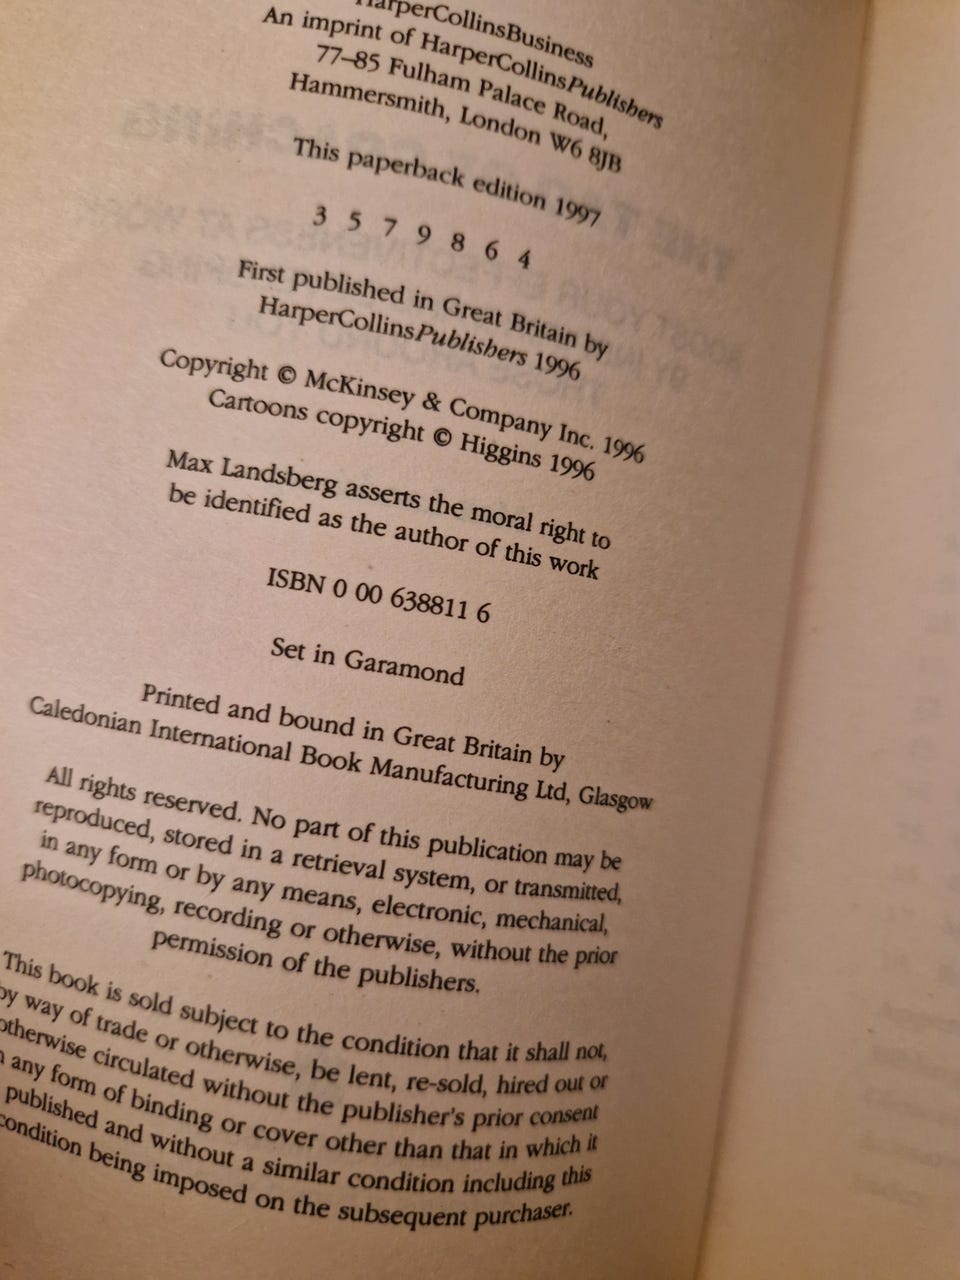 HarperCollinsBusiness
An imprint of HarperCollinsPublishers
77–85 Fulham Palace Road,
Hammersmith, London W6 8JB
This paperback edition 1997
3 5 7 9 8 6 4
First published in Great Britain by
HarperCollinsPublishers 1996
Copyright © McKinsey & Company Inc. 1996
Cartoons copyright © Higgins 1996
Max Landsberg asserts the moral right to
be identified as the author of this work
ISBN 0 00 638811 6
Set in Garamond
Printed and bound in Great Britain by
Caledonian International Book Manufacturing Ltd, Glasgow
All rights reserved. No part of this publication may be
reproduced, stored in a retrieval system, or transmitted,
in any form or by any means, electronic, mechanical,
photocopying, recording or otherwise, without the prior
permission of the publishers.
This book is sold subject to the condition that it shall not,
by way of trade or otherwise, be lent, re-sold, hired out or
otherwise circulated without the publisher's prior consent
any form of binding or cover other than that in which it
published and without a similar condition including this
condition being imposed on the subsequent purchaser.